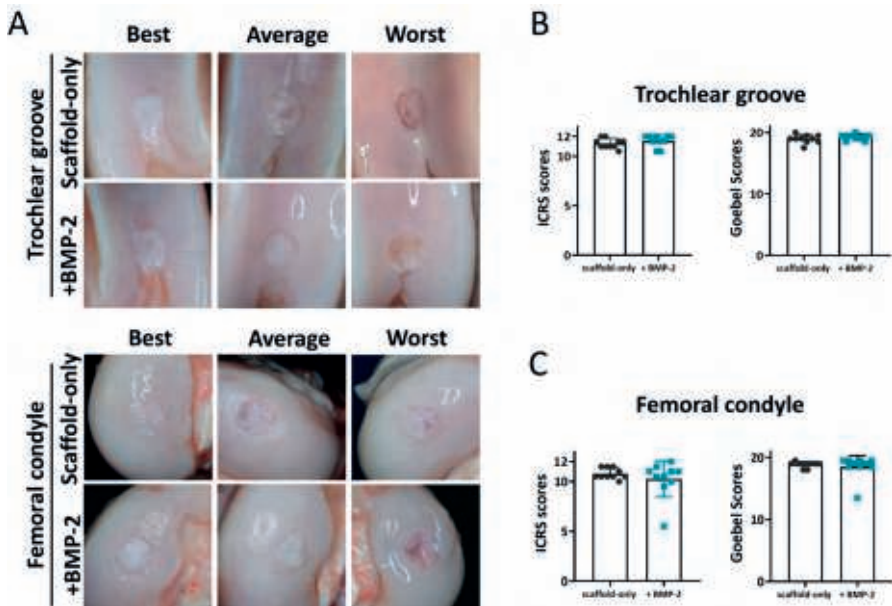 A
Best Average Worst
Trochlear groove
Scaffold-only
+BMP-2
Best Average Worst
Femoral condyle
Scaffold-only
+BMP-2
B
Trochlear groove
ICRS scores
12
10
5
0
scaffold-only + BMP-2
Goebel Scores
20
10
0
scaffold-only + BMP-2
C
Femoral condyle
ICRS scores
12
10
5
0
scaffold-only + BMP-2
Goebel Scores
20
10
0
scaffold-only + BMP-2